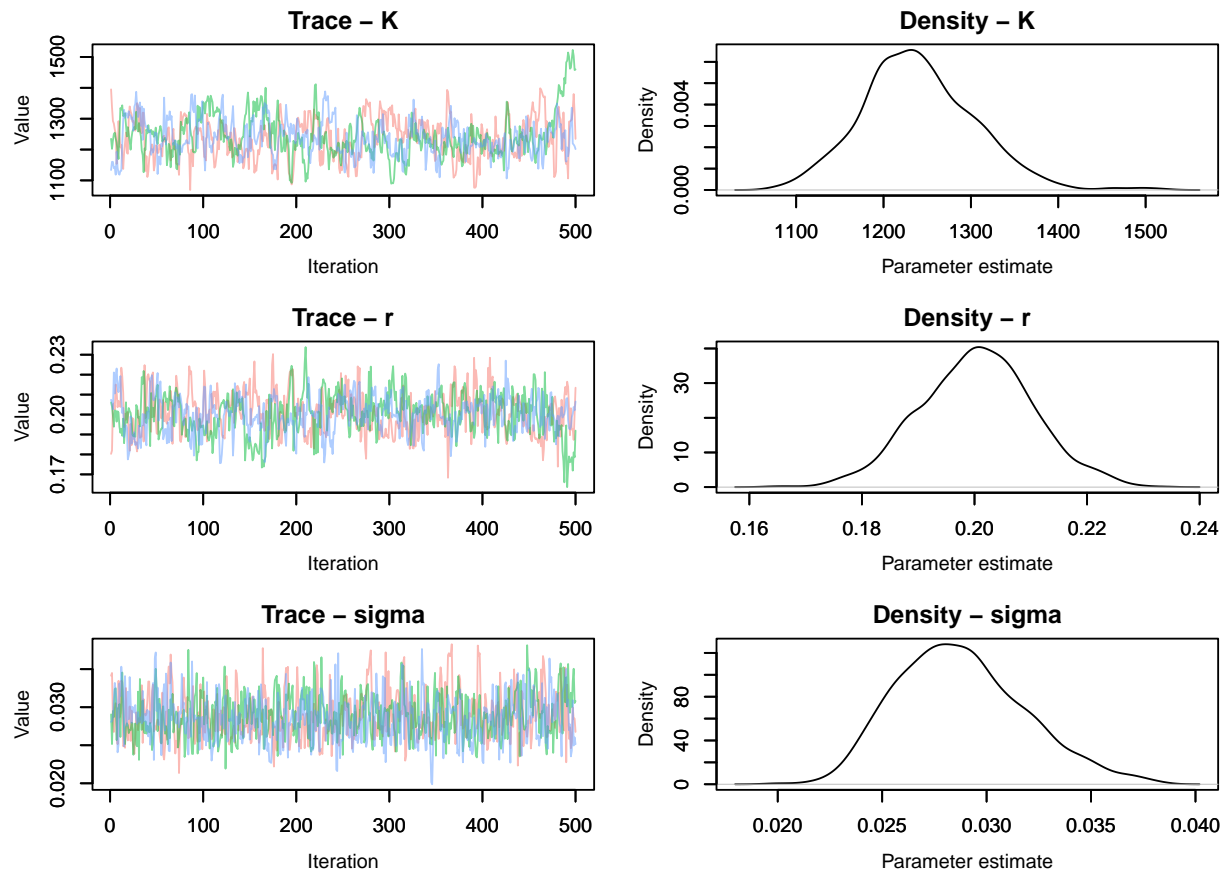 Trace – K
Value
1100
1300
1500
0
100
200
300
400
500
Iteration
Density – K
Density
0.000
0.004
1100
1200
1300
1400
1500
Parameter estimate
Trace – r
Value
0.17
0.20
0.23
0
100
200
300
400
500
Iteration
Density – r
Density
0
10
30
0.16
0.18
0.20
0.22
0.24
Parameter estimate
Trace – sigma
Value
0.020
0.030
0
100
200
300
400
500
Iteration
Density – sigma
Density
0
40
80
0.020
0.025
0.030
0.035
0.040
Parameter estimate